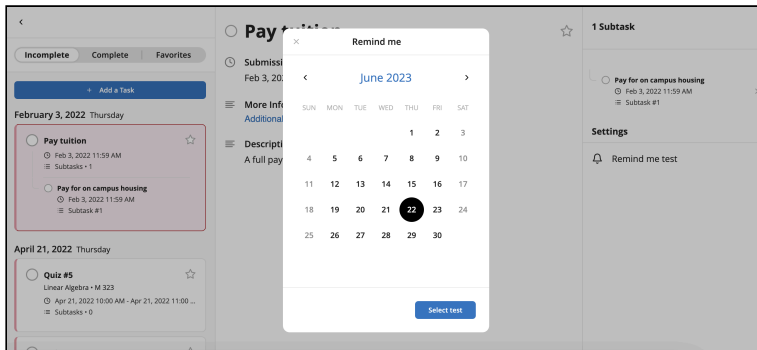 Incomplete
Complete
Favorites
+ Add a Task
February 3, 2022 Thursday
Pay tuition
Feb 3, 2022 11:59 AM
Subtasks • 1
Pay for on campus housing
Feb 3, 2022 11:59 AM
Subtask #1
April 21, 2022 Thursday
Quiz #5
Linear Algebra • M 323
Apr 21, 2022 10:00 AM - Apr 21, 2022 11:00 ...
Subtasks • 0
Pay
Feb 3,
More
Additional
A full pay
Remind me
June 2023
SUN MON TUE WED THU FRI SAT
1 2 3
4 5 6 7 8 9 10
11 12 13 14 15 16 17
18 19 20 21 22 23 24
25 26 27 28 29 30
Select test
1 Subtask
Pay for on campus housing
Feb 3, 2022 11:59 AM
Subtask #1
Settings
Remind me test